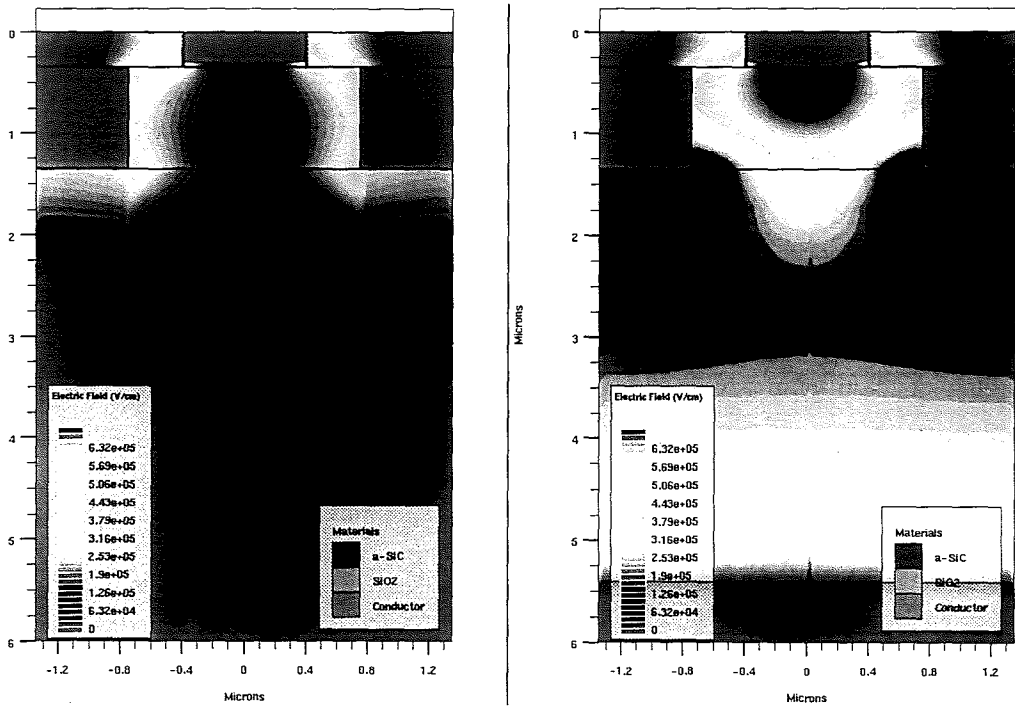 0
1
2
3
4
5
6
Electric Field (V/cm)
6.32e+05
5.69e+05
5.06e+05
4.43e+05
3.79e+05
3.16e+05
2.53e+05
1.9e+05
1.26e+05
6.32e+04
0
Materials
a-SiC
SiO2
Conductor
-1.2 -0.8 -0.4 0 0.4 0.8 1.2
Microns
Microns
0
1
2
3
4
5
6
Electric Field (V/cm)
6.32e+05
5.69e+05
5.06e+05
4.43e+05
3.79e+05
3.16e+05
2.53e+05
1.9e+05
1.26e+05
6.32e+04
0
Materials
a-SiC
SiO2
Conductor
-1.2 -0.8 -0.4 0 0.4 0.8 1.2
Microns